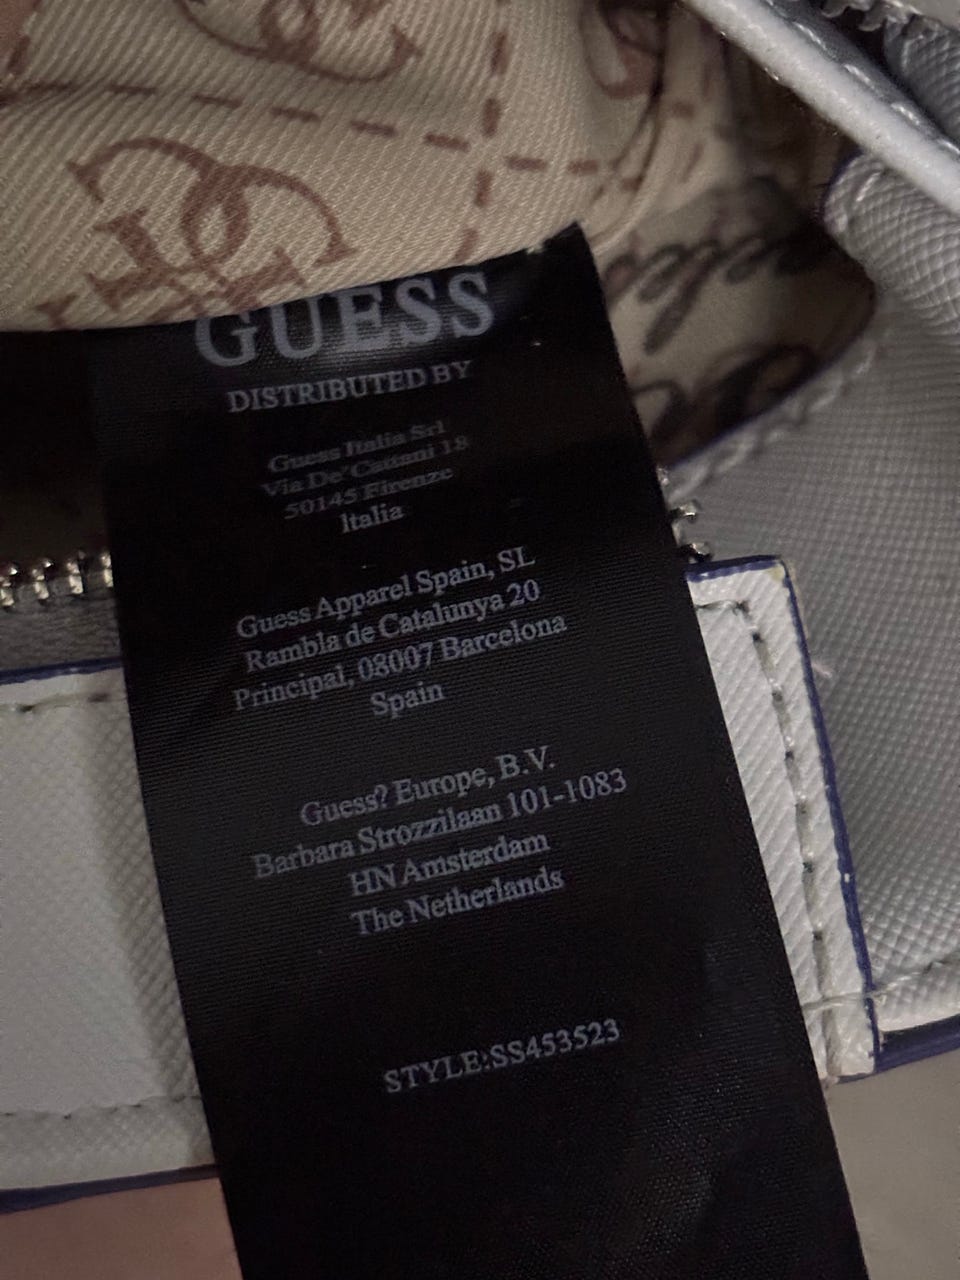 GUESS
DISTRIBUTED BY
Guess Italia Srl
Via De' Cattani 18
50145 Firenze
Italia
Guess Apparel Spain, SL
Rambla de Catalunya 20
Principal, 08007 Barcelona
Spain
Guess? Europe, B.V.
Barbara Strozzilaan 101-1083
HN Amsterdam
The Netherlands
STYLE:SS453523